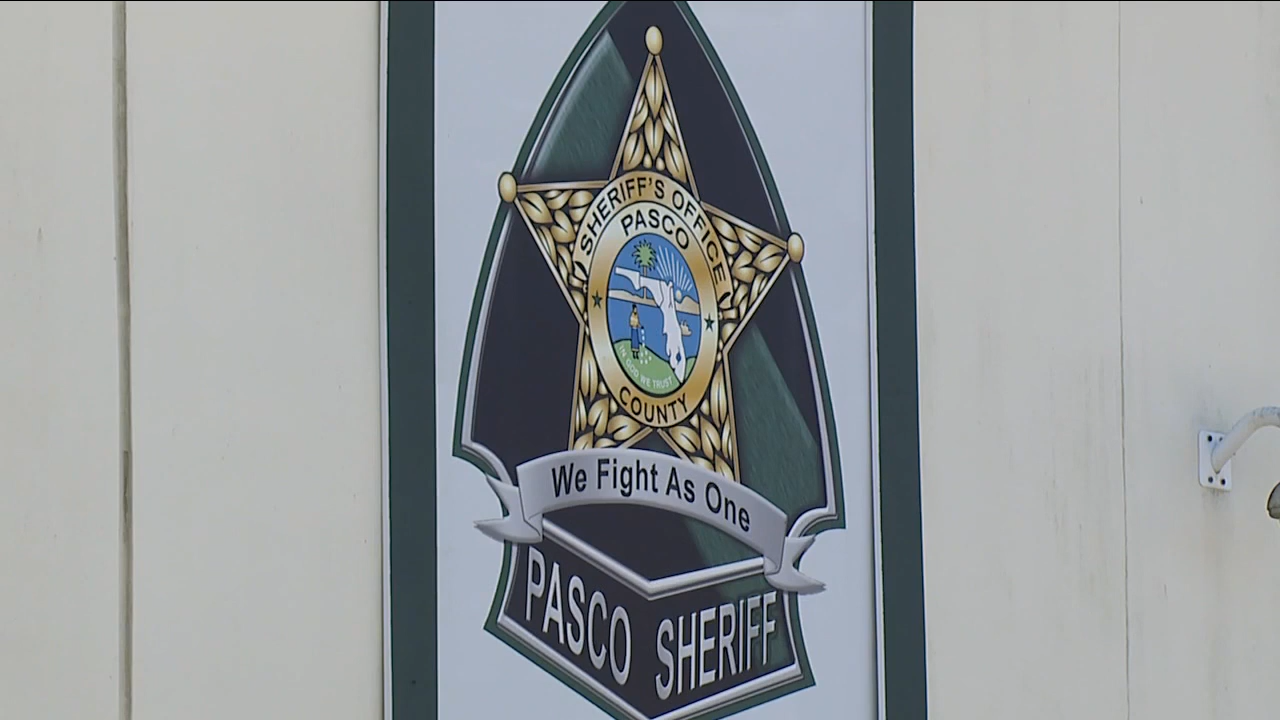 SHERIFF'S OFFICE
PASCO
IN GOD WE TRUST
COUNTY
We Fight As One
PASCO SHERIFF